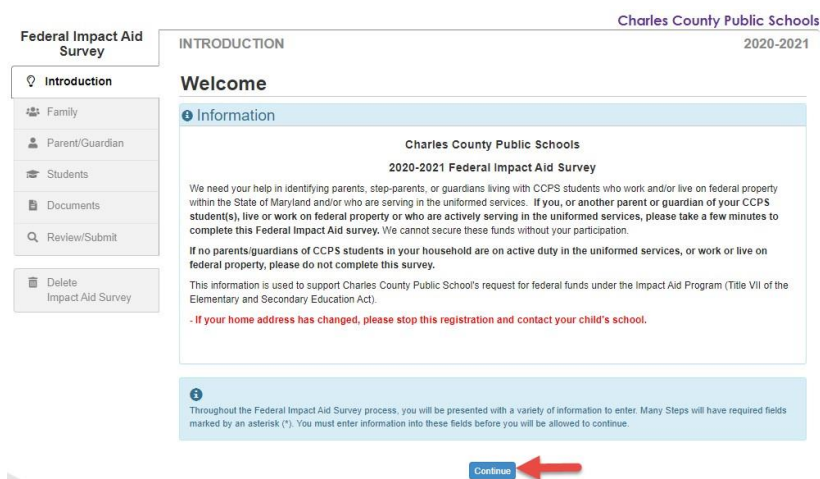 Charles County Public Schools
Federal Impact Aid
Survey
INTRODUCTION
2020-2021
Introduction
Family
Parent/Guardian
Students
Documents
Review/Submit
Delete
Impact Aid Survey
Welcome
Information
Charles County Public Schools
2020-2021 Federal Impact Aid Survey
We need your help in identifying parents, step-parents, or guardians living with CCPS students who work and/or live on federal property
within the State of Maryland and/or who are serving in the uniformed services. If you, or another parent or guardian of your CCPS
student(s), live or work on federal property or who are actively serving in the uniformed services, please take a few minutes to
complete this Federal Impact Aid survey. We cannot secure these funds without your participation.
If no parents/guardians of CCPS students in your household are on active duty in the uniformed services, or work or live on
federal property, please do not complete this survey.
This information is used to support Charles County Public School's request for federal funds under the Impact Aid Program (Title VII of the
Elementary and Secondary Education Act).
- If your home address has changed, please stop this registration and contact your child's school.
Throughout the Federal Impact Aid Survey process, you will be presented with a variety of information to enter. Many Steps will have required fields
marked by an asterisk (*). You must enter information into these fields before you will be allowed to continue.
Continue